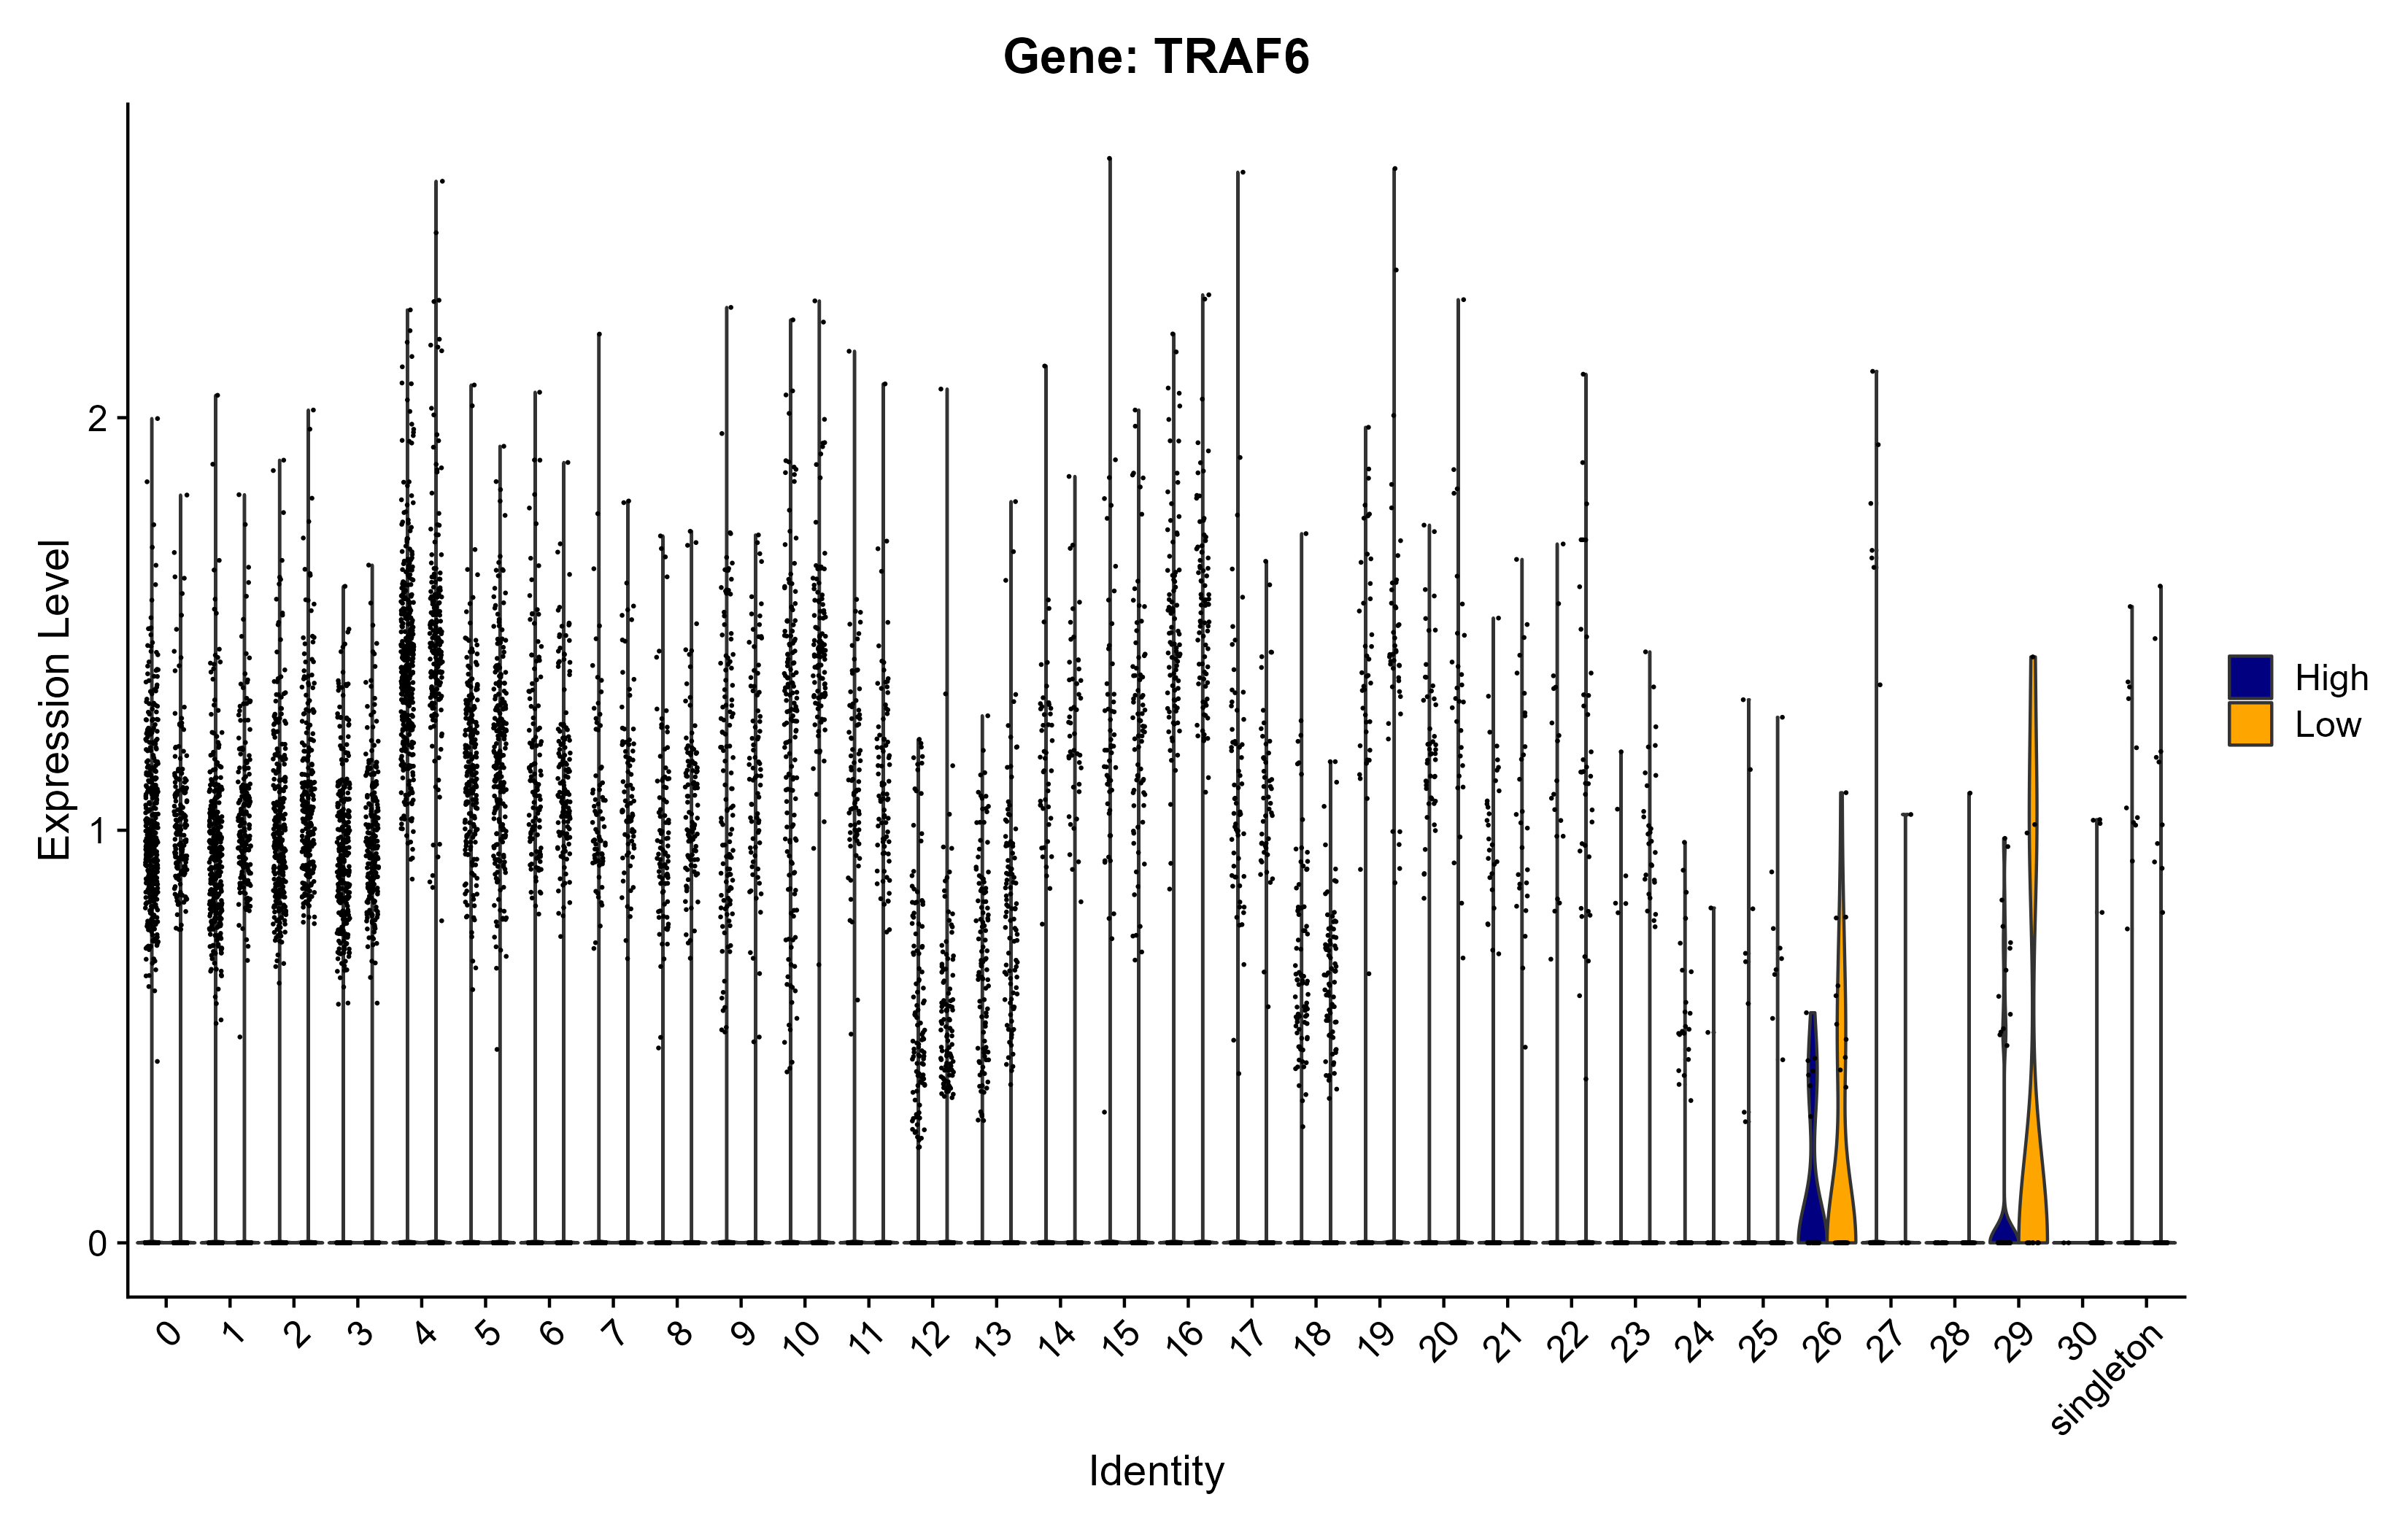 Gene: TRAF6
Expression Level
2
1
0
High
Low
0 1 2 3 4 5 6 7 8 9 10 11 12 13 14 15 16 17 18 19 20 21 22 23 24 25 26 27 28 29 30 singleton
Identity